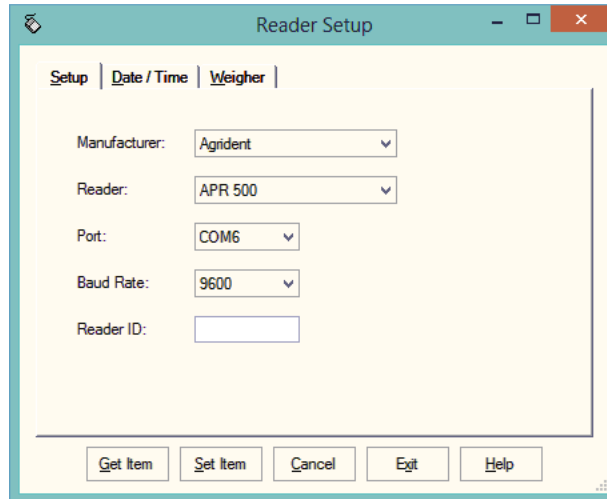 Reader Setup
Setup Date / Time Weigher
Manufacturer: Agrident
Reader: APR 500
Port: COM6
Baud Rate: 9600
Reader ID:
Get Item Set Item Cancel Exit Help